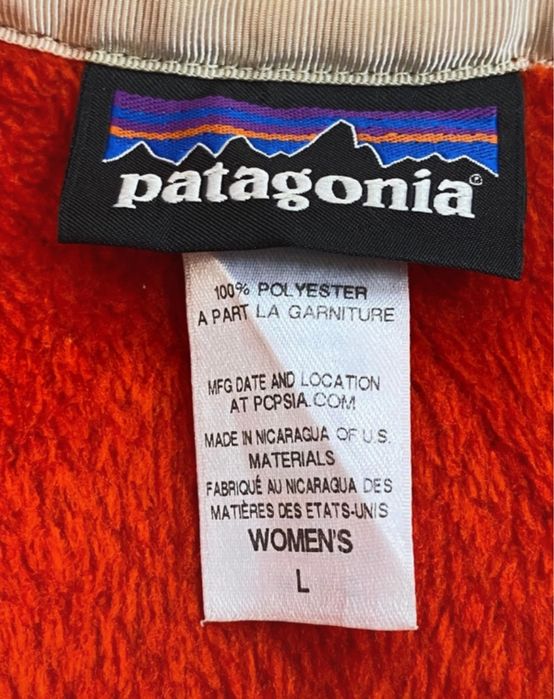 patagonia®
100% POLYESTER
A PART LA GARNITURE
MFG DATE AND LOCATION
AT PCPSIA.COM
MADE IN NICARAGUA OF U.S.
MATERIALS
FABRIQUÉ AU NICARAGUA DES
MATIÈRES DES ETATS-UNIS
WOMEN'S
L